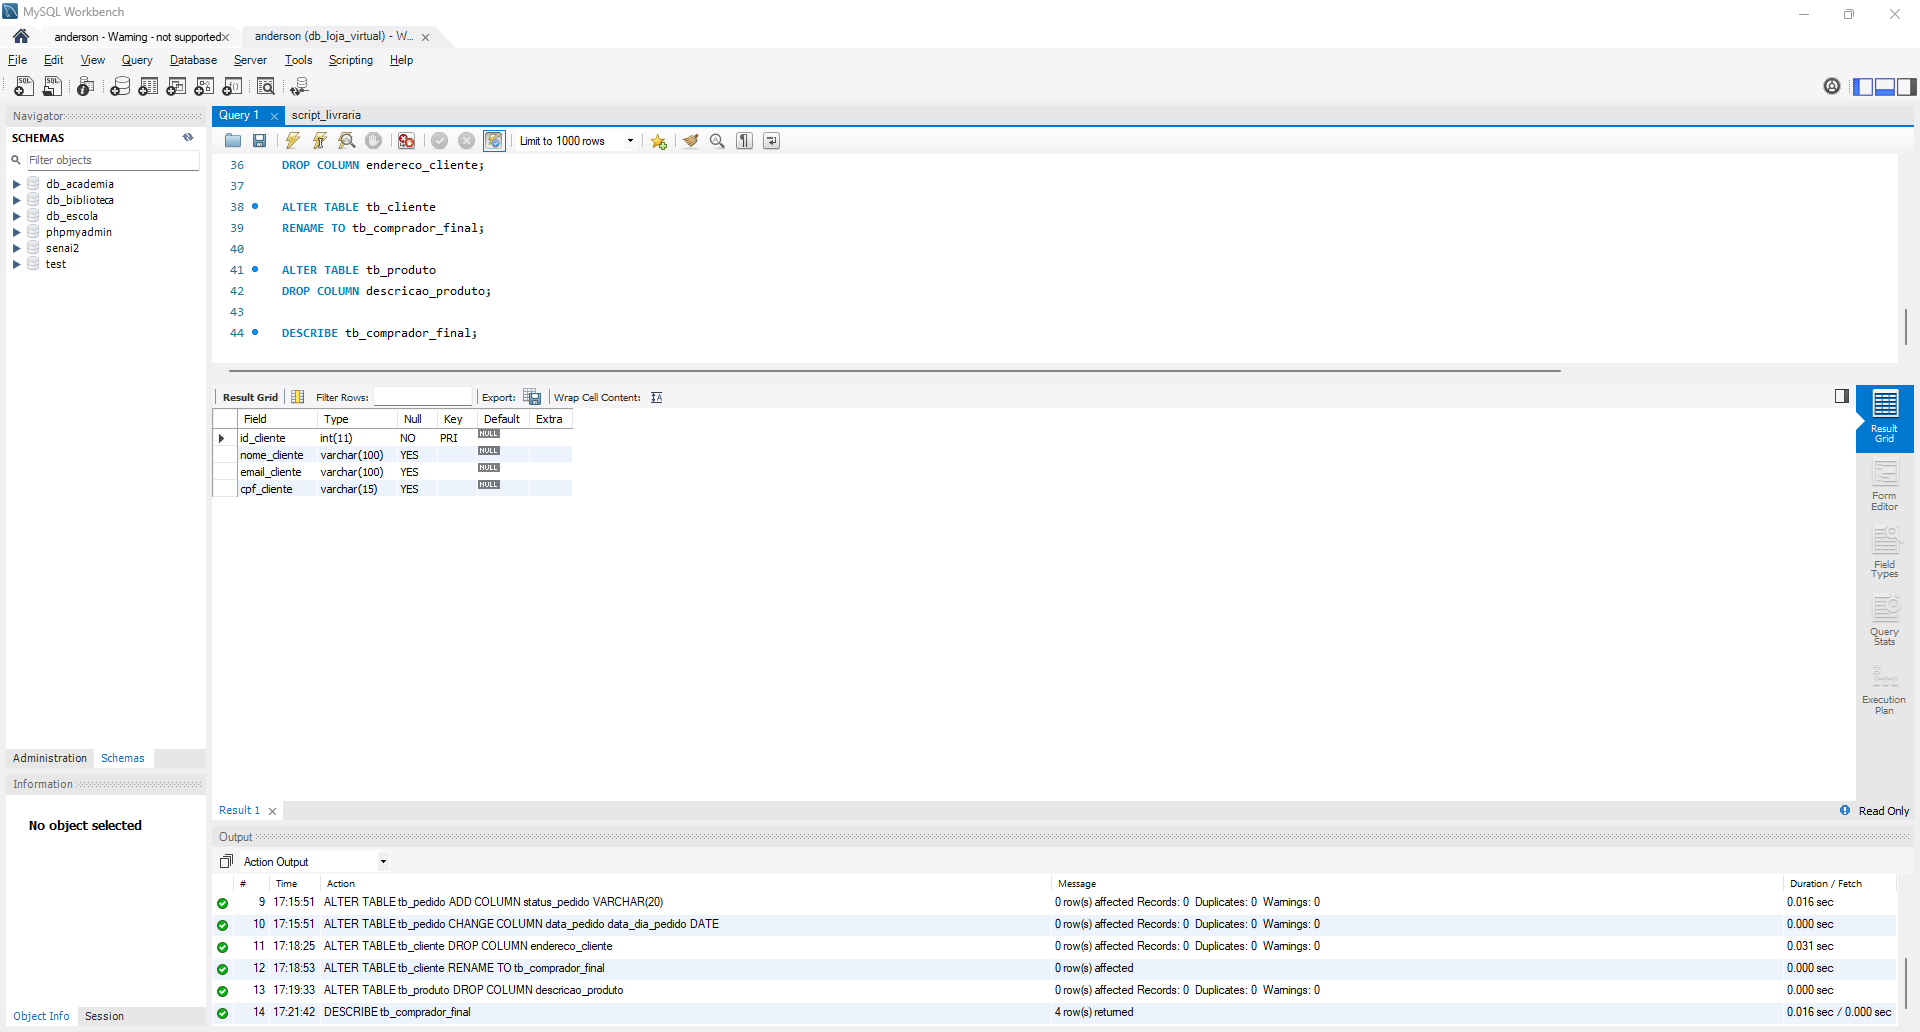 MySQL Workbench
anderson - Warning - not supported
anderson (db_loja_virtual) - W...
File Edit View Query Database Server Tools Scripting Help
Navigator
SCHEMAS
Filter objects
db_academia
db_biblioteca
db_escola
phpmyadmin
senai2
test
Administration Schemas
Information
No object selected
Object Info Session
Query 1 script_livraria
Limit to 1000 rows
36 DROP COLUMN endereco_cliente;
37
38 ALTER TABLE tb_cliente
39 RENAME TO tb_comprador_final;
40
41 ALTER TABLE tb_produto
42 DROP COLUMN descricao_produto;
43
44 DESCRIBE tb_comprador_final;
Result Grid Filter Rows: Export: Wrap Cell Content:
Field Type Null Key Default Extra
id_cliente int(11) NO PRI NULL
nome_cliente varchar(100) YES NULL
email_cliente varchar(100) YES NULL
cpf_cliente varchar(15) YES NULL
Result
Grid
Form
Editor
Field
Types
Query
Stats
Execution
Plan
Result 1
Read Only
Output
Action Output
# Time Action Message Duration / Fetch
9 17:15:51 ALTER TABLE tb_pedido ADD COLUMN status_pedido VARCHAR(20) 0 row(s) affected Records: 0 Duplicates: 0 Warnings: 0 0.016 sec
10 17:15:51 ALTER TABLE tb_pedido CHANGE COLUMN data_pedido data_dia_pedido DATE 0 row(s) affected Records: 0 Duplicates: 0 Warnings: 0 0.000 sec
11 17:18:25 ALTER TABLE tb_cliente DROP COLUMN endereco_cliente 0 row(s) affected Records: 0 Duplicates: 0 Warnings: 0 0.031 sec
12 17:18:53 ALTER TABLE tb_cliente RENAME TO tb_comprador_final 0 row(s) affected 0.000 sec
13 17:19:33 ALTER TABLE tb_produto DROP COLUMN descricao_produto 0 row(s) affected Records: 0 Duplicates: 0 Warnings: 0 0.000 sec
14 17:21:42 DESCRIBE tb_comprador_final 4 row(s) returned 0.016 sec / 0.000 sec